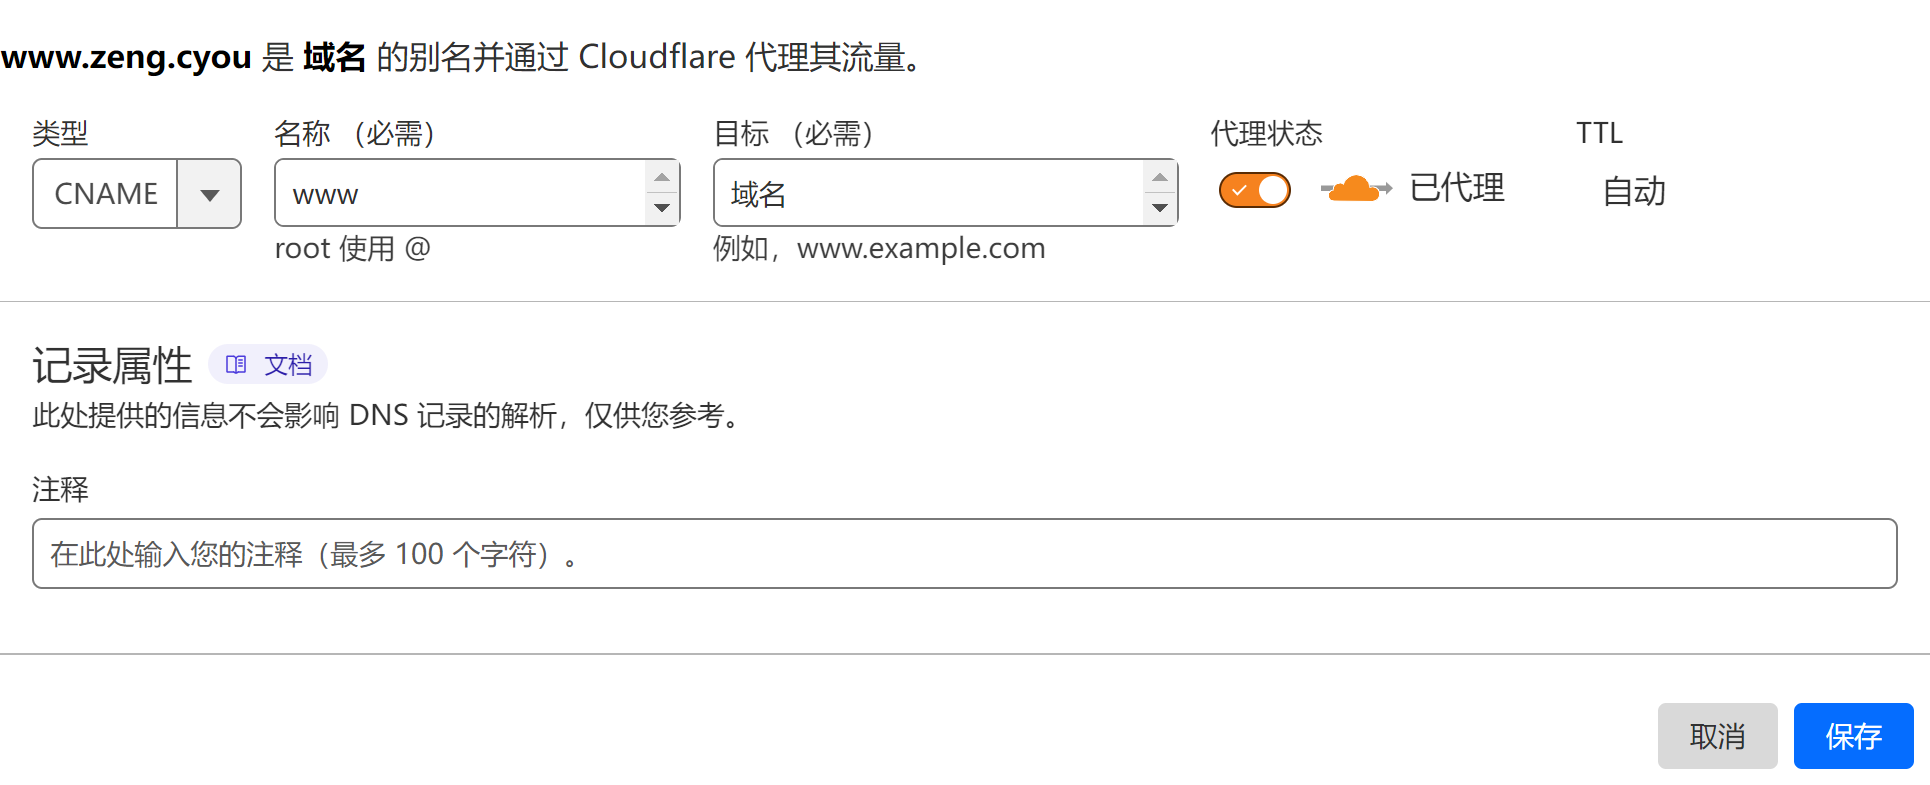 www.zeng.cyou 是 域名 的别名并通过 Cloudflare 代理其流量。
类型 名称 （必需） 目标 （必需） 代理状态 TTL
CNAME www 域名 已代理 自动
root 使用 @ 例如，www.example.com
记录属性 文档
此处提供的信息不会影响 DNS 记录的解析，仅供您参考。
注释
在此处输入您的注释（最多 100 个字符）。
取消 保存